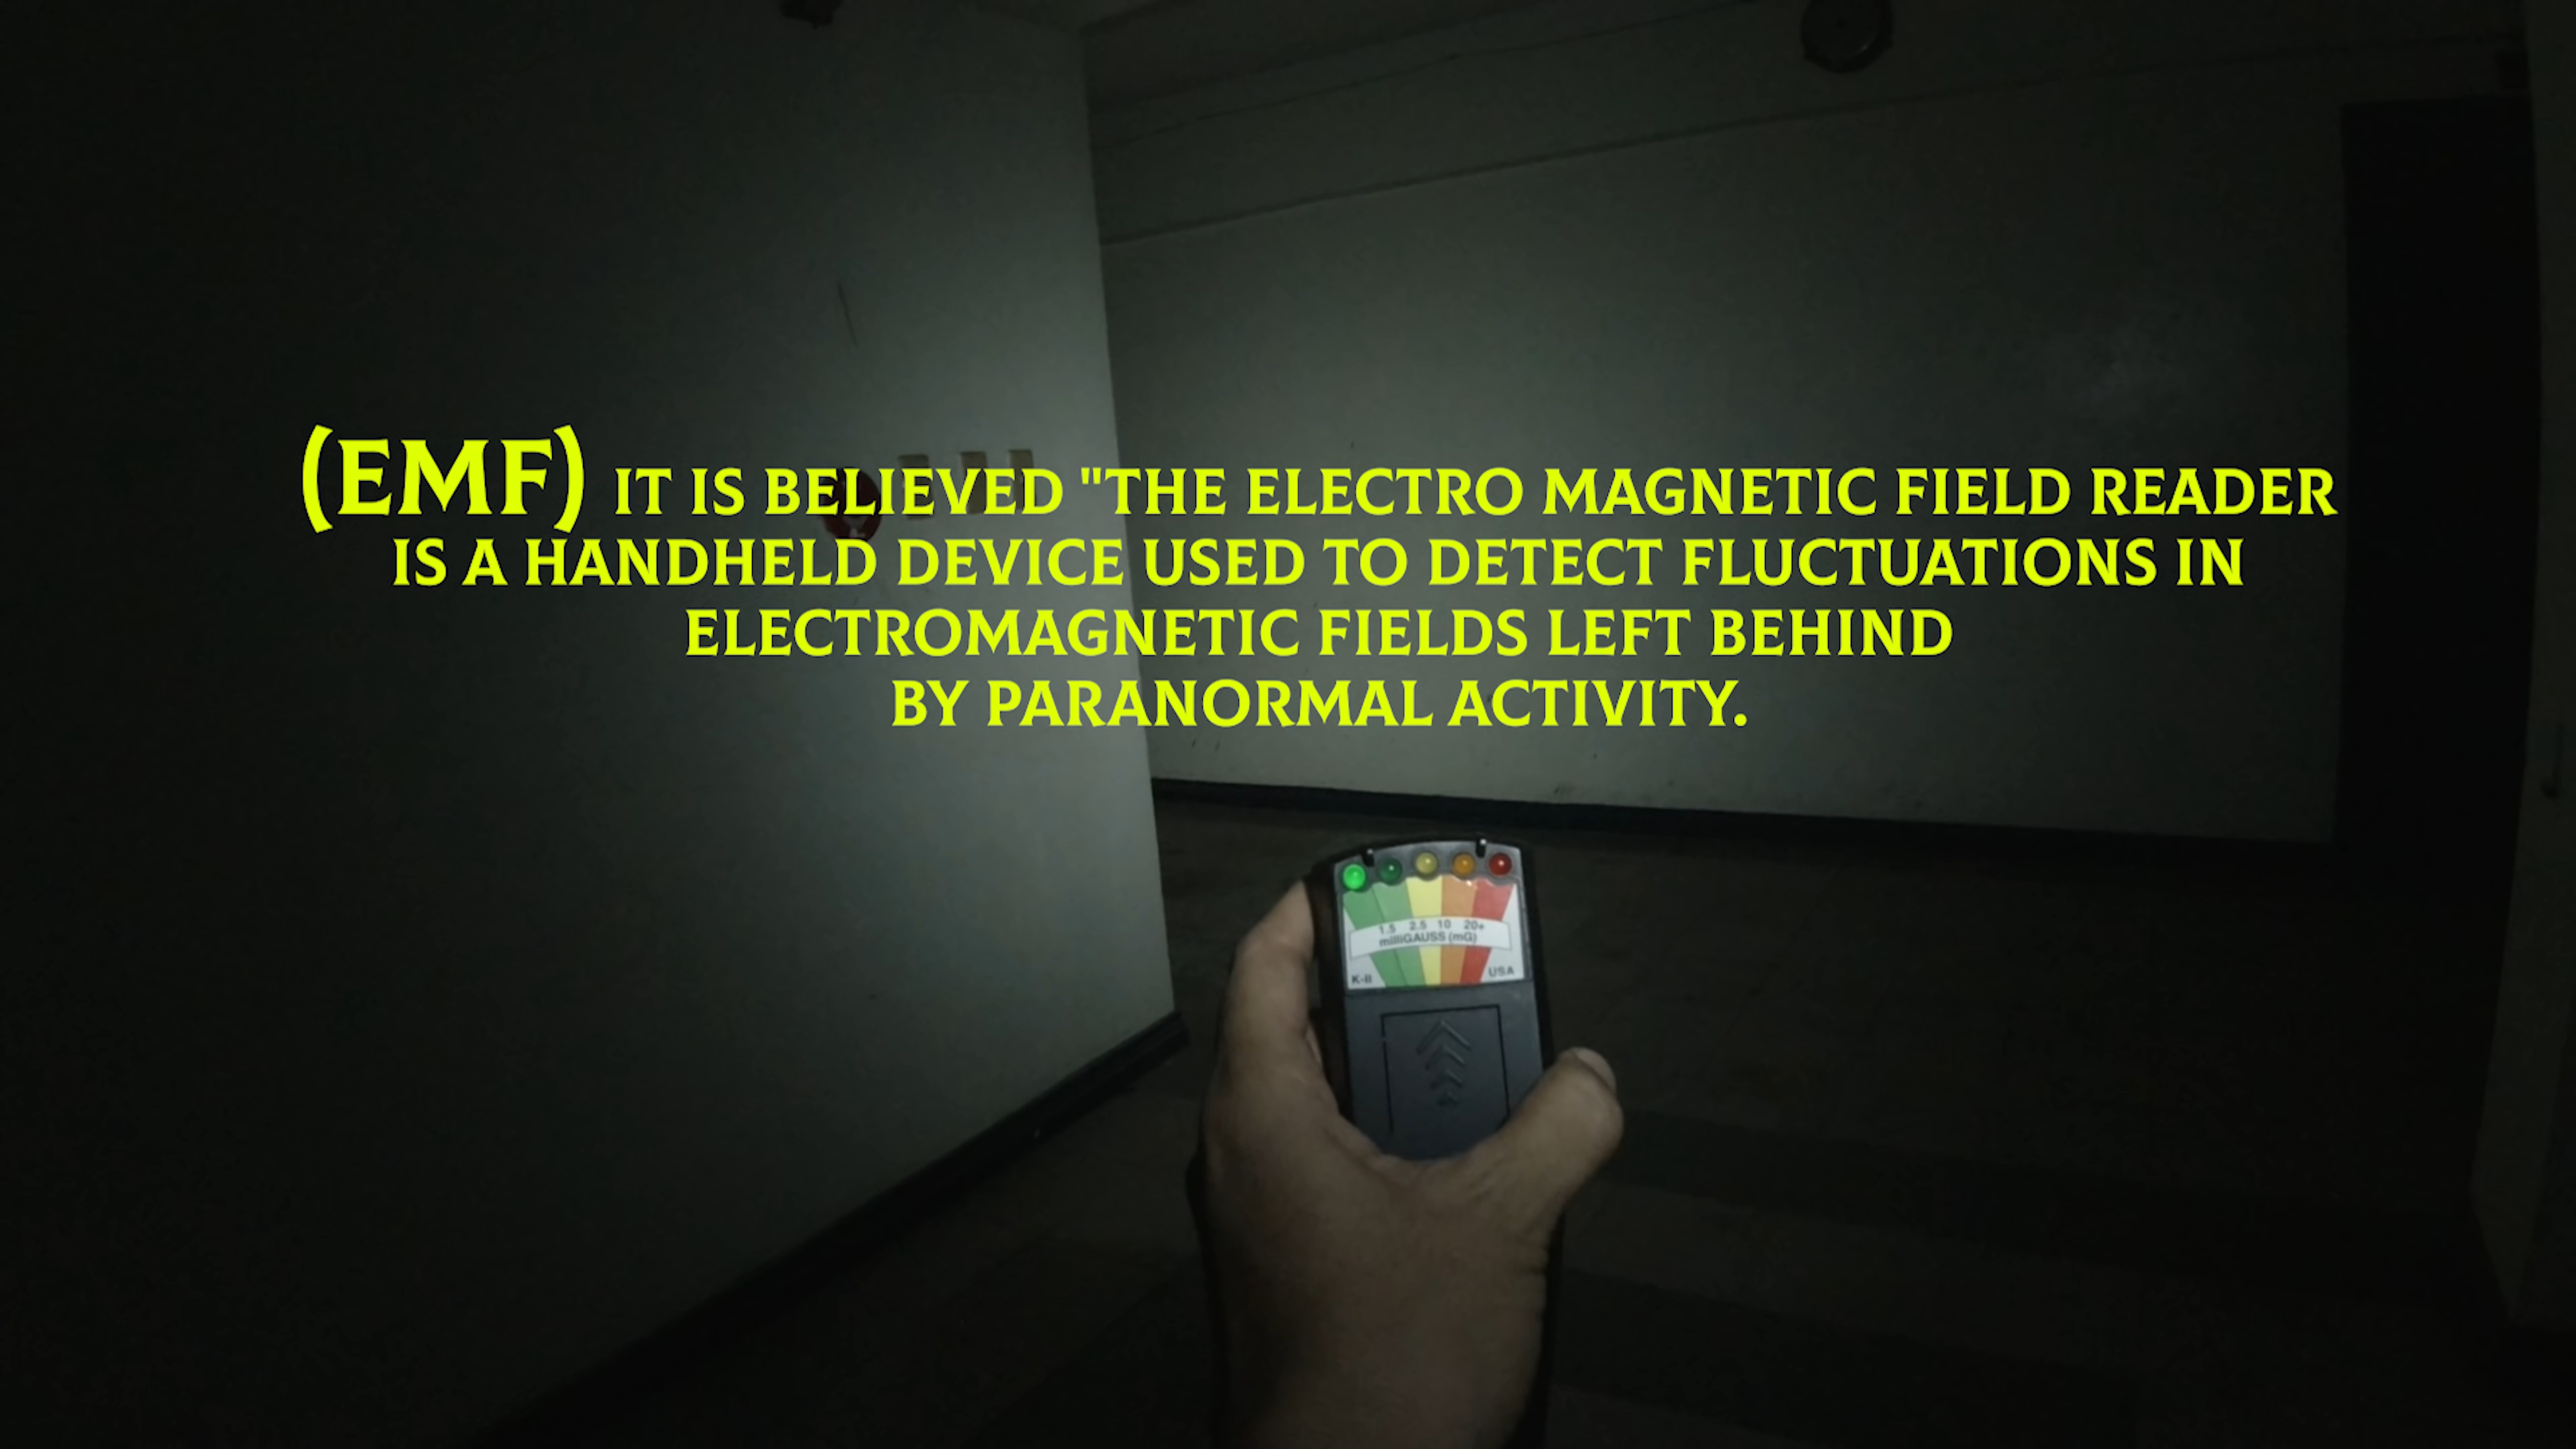 (EMF) IT IS BELIEVED "THE ELECTRO MAGNETIC FIELD READER
IS A HANDHELD DEVICE USED TO DETECT FLUCTUATIONS IN
ELECTROMAGNETIC FIELDS LEFT BEHIND
BY PARANORMAL ACTIVITY.
1.5 2.5 10 20+
milliGAUSS (mG)
K-II USA